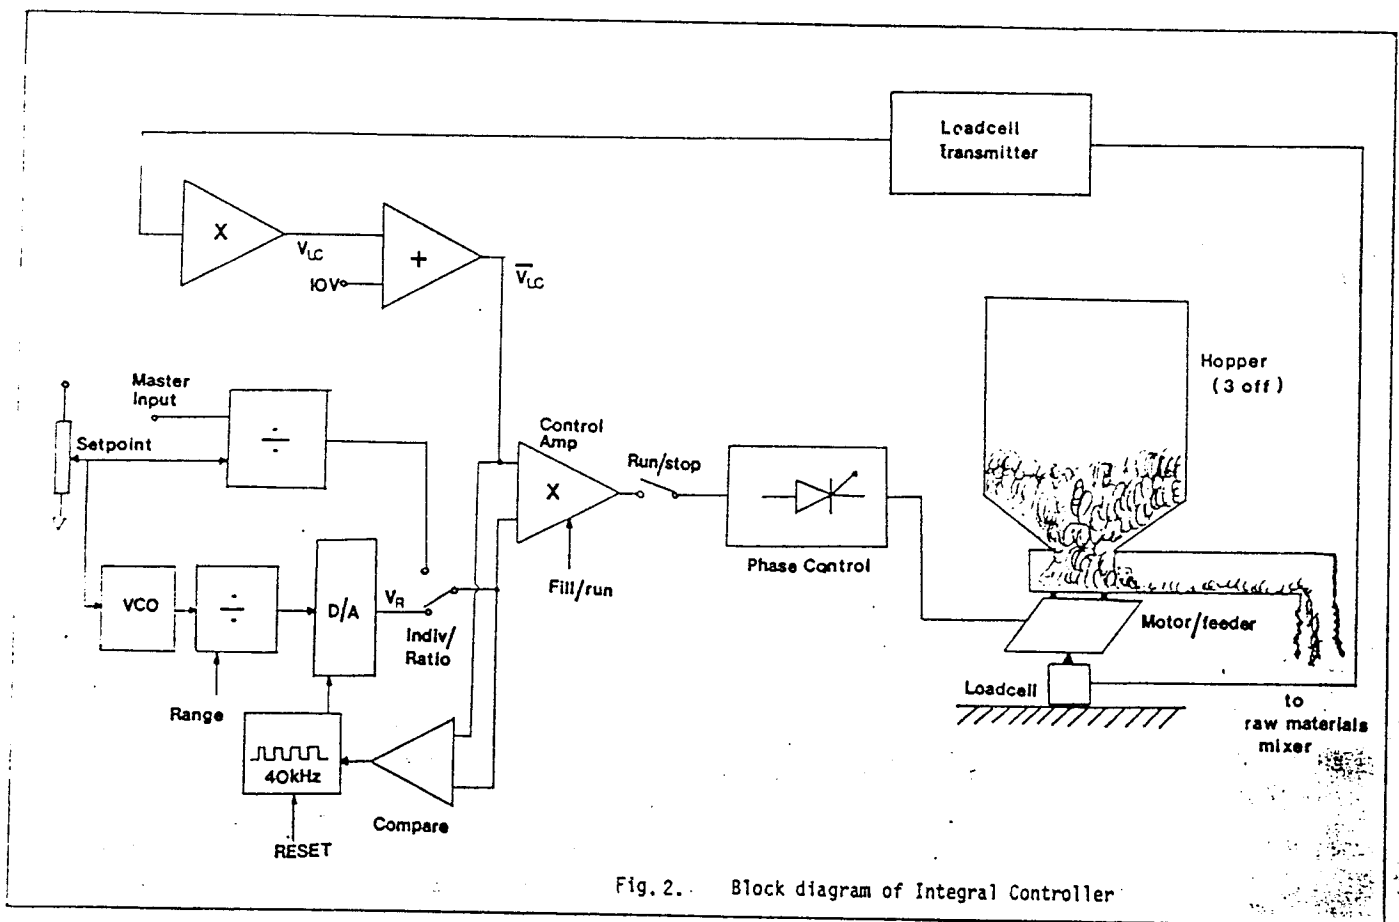 Loadcell
transmitter
X
V_LC
+
10V
V̅_LC
Hopper
(3 off)
Master
Input
÷
Setpoint
Control
Amp
X
Run/stop
Phase Control
Fill/run
VCO
÷
D/A
V_R
Indiv/
Ratio
Motor/feeder
Loadcell
Range
to
raw materials
mixer
40kHz
Compare
RESET
Fig. 2. Block diagram of Integral Controller